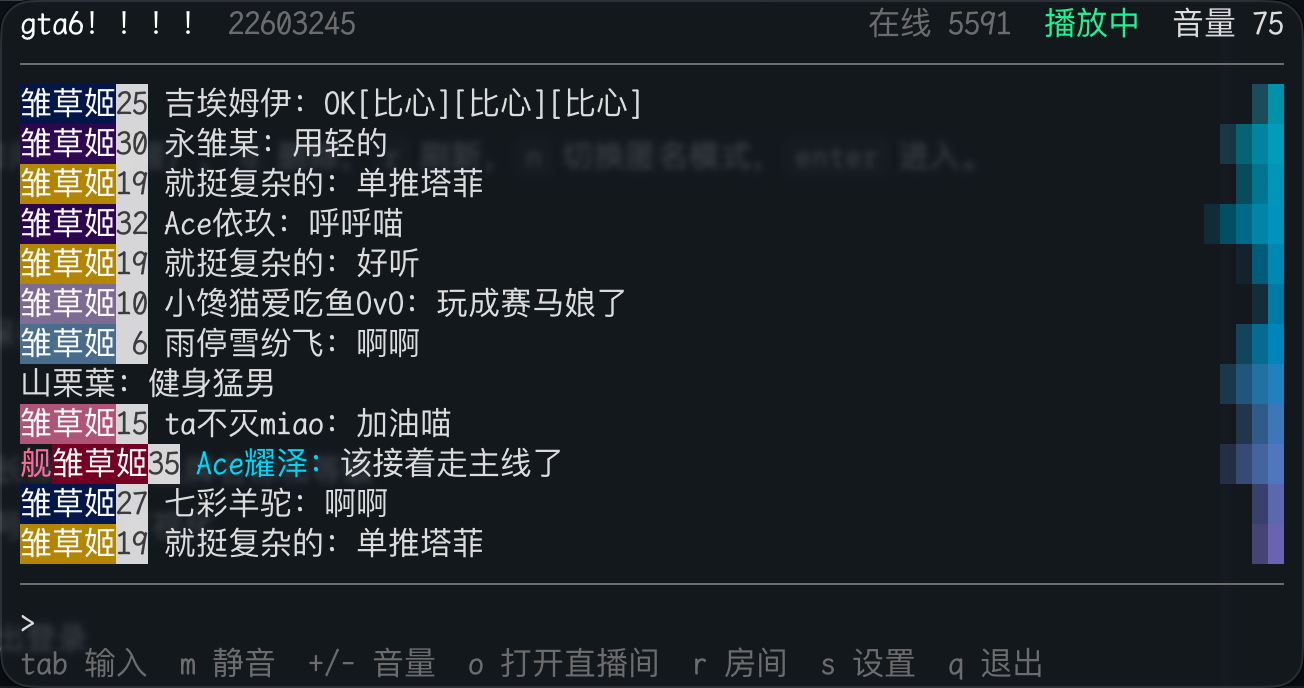 gta6!!!! 22603245 在线 5591 播放中 音量 75
雏草姬25 吉埃姆伊: OK[比心][比心][比心]
雏草姬30 永雏某: 用轻的
雏草姬19 就挺复杂的: 单推塔菲
雏草姬32 Ace依玖: 呼呼喵
雏草姬19 就挺复杂的: 好听
雏草姬10 小馋猫爱吃鱼OvO: 玩成赛马娘了
雏草姬 6 雨停雪纷飞: 啊啊
山栗葉: 健身猛男
雏草姬15 ta不灭miao: 加油喵
舰雏草姬35 Ace耀泽: 该接着走主线了
雏草姬27 七彩羊驼: 啊啊
雏草姬19 就挺复杂的: 单推塔菲
>
tab 输入 m 静音 +/- 音量 o 打开直播间 r 房间 s 设置 q 退出